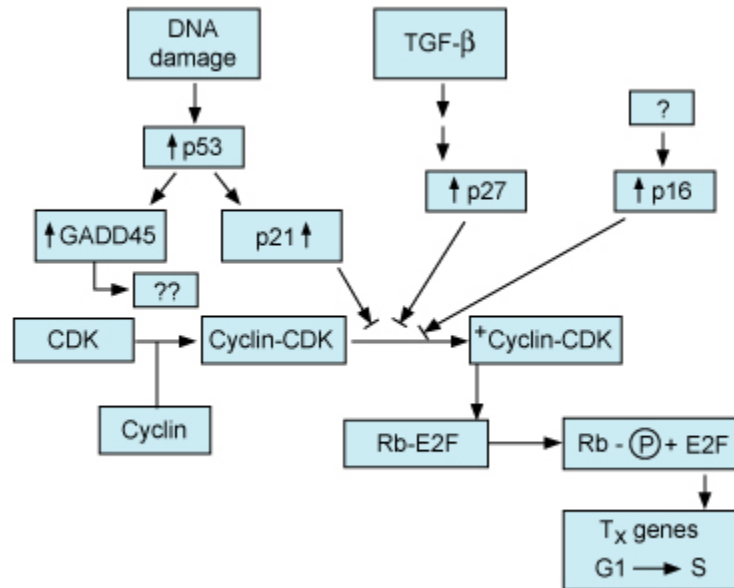 DNA
damage
TGF-β
?
↑p53
↑p27
↑p16
↑GADD45
p21↑
??
CDK
Cyclin-CDK
+Cyclin-CDK
Cyclin
Rb-E2F
Rb - P + E2F
Tx genes
G1 → S